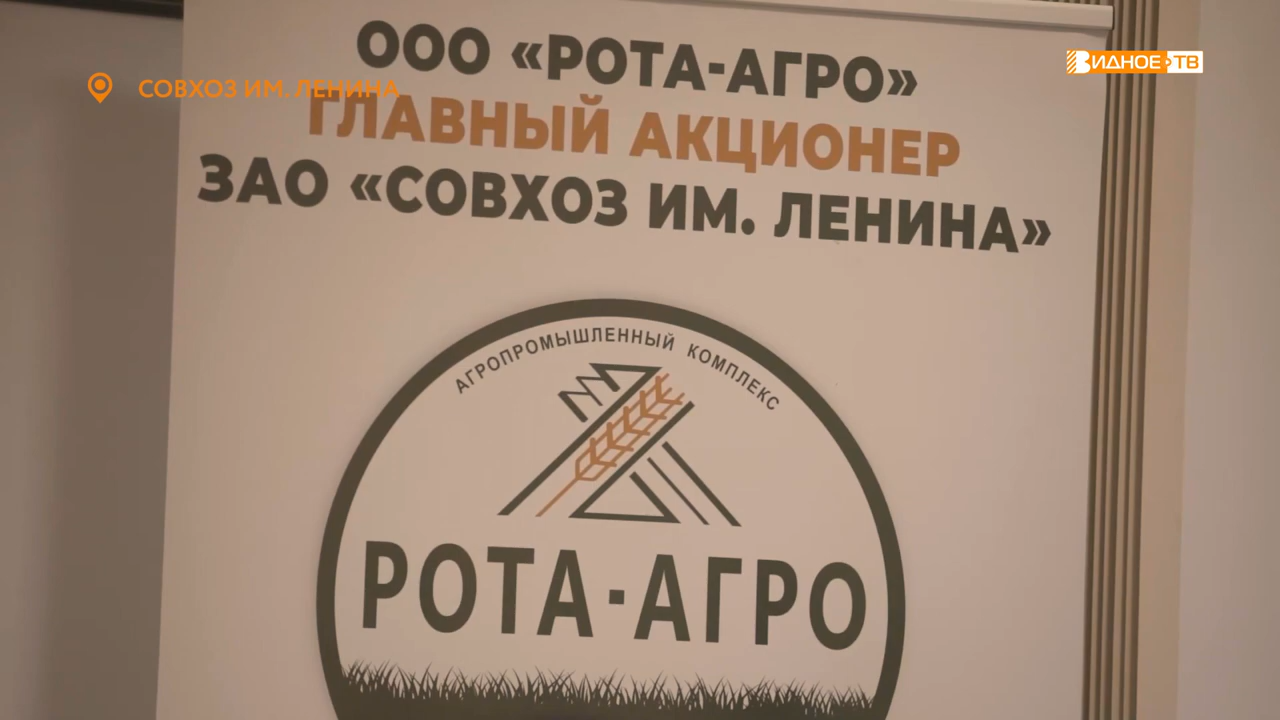 ООО «РОТА-АГРО»
ВИДНОЕ ТВ
СОВХОЗ ИМ. ЛЕНИНА
ГЛАВНЫЙ АКЦИОНЕР
ЗАО «СОВХОЗ ИМ. ЛЕНИНА»
АГРОПРОМЫШЛЕННЫЙ КОМПЛЕКС
РОТА-АГРО